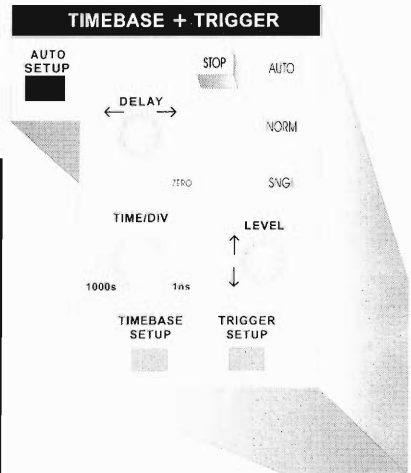 TIMEBASE + TRIGGER
AUTO
SETUP
STOP
AUTO
DELAY
NORM
ZERO
SNGL
TIME/DIV
LEVEL
1000s
1ns
TIMEBASE
SETUP
TRIGGER
SETUP